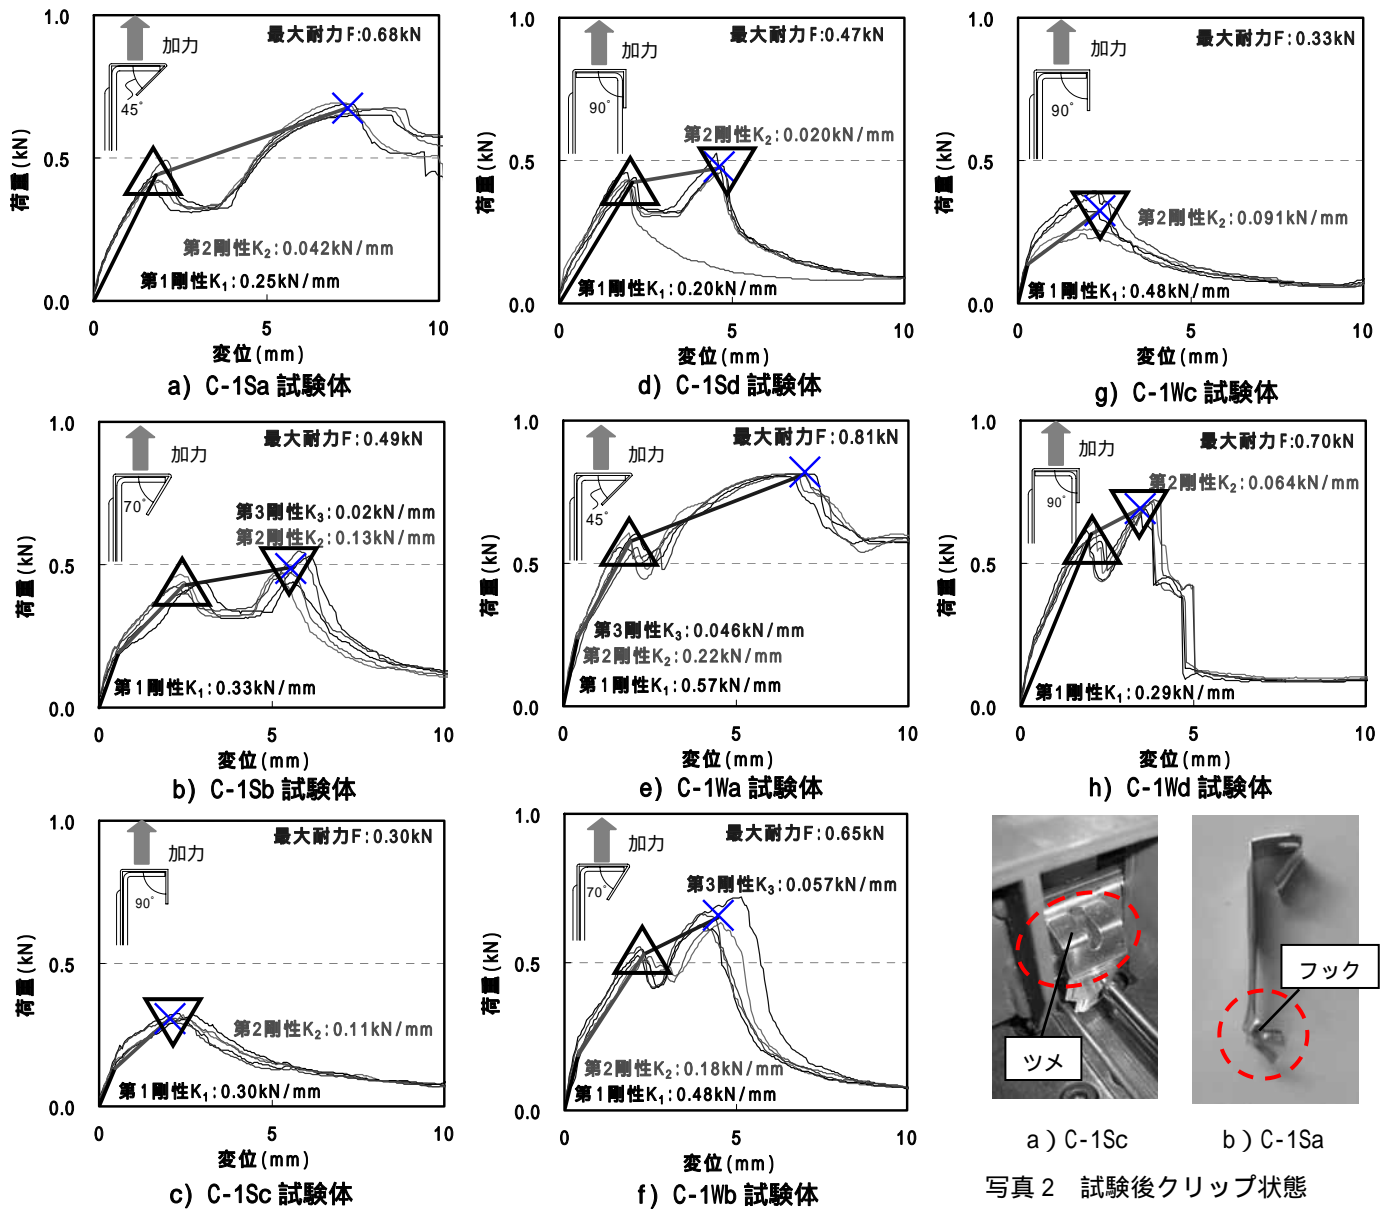 1.0
最大耐力F:0.68kN
加力
45°
荷重(kN)
0.5
第2剛性K2:0.042kN/mm
第1剛性K1:0.25kN/mm
0.0
0
5
10
変位(mm)
a) C-1Sa 試験体
1.0
最大耐力F:0.47kN
加力
90°
第2剛性K2:0.020kN/mm
荷重(kN)
0.5
第1剛性K1:0.20kN/mm
0.0
0
5
10
変位(mm)
d) C-1Sd 試験体
1.0
最大耐力F:0.33kN
加力
90°
荷重(kN)
0.5
第2剛性K2:0.091kN/mm
第1剛性K1:0.48kN/mm
0.0
0
5
10
変位(mm)
g) C-1Wc 試験体
1.0
最大耐力F:0.49kN
加力
70°
第3剛性K3:0.02kN/mm
第2剛性K2:0.13kN/mm
荷重(kN)
0.5
第1剛性K1:0.33kN/mm
0.0
0
5
10
変位(mm)
b) C-1Sb 試験体
1.0
最大耐力F:0.81kN
加力
45°
荷重(kN)
0.5
第3剛性K3:0.046kN/mm
第2剛性K2:0.22kN/mm
第1剛性K1:0.57kN/mm
0.0
0
5
10
変位(mm)
e) C-1Wa 試験体
1.0
最大耐力F:0.70kN
加力
第2剛性K2:0.064kN/mm
90°
荷重(kN)
0.5
第1剛性K1:0.29kN/mm
0.0
0
5
10
変位(mm)
h) C-1Wd 試験体
1.0
最大耐力F:0.30kN
加力
90°
荷重(kN)
0.5
第2剛性K2:0.11kN/mm
第1剛性K1:0.30kN/mm
0.0
0
5
10
変位(mm)
c) C-1Sc 試験体
1.0
最大耐力F:0.65kN
加力
70°
第3剛性K3:0.057kN/mm
荷重(kN)
0.5
第2剛性K2:0.18kN/mm
第1剛性K1:0.48kN/mm
0.0
0
5
10
変位(mm)
f) C-1Wb 試験体
ツメ
フック
a) C-1Sc
b) C-1Sa
写真2 試験後クリップ状態